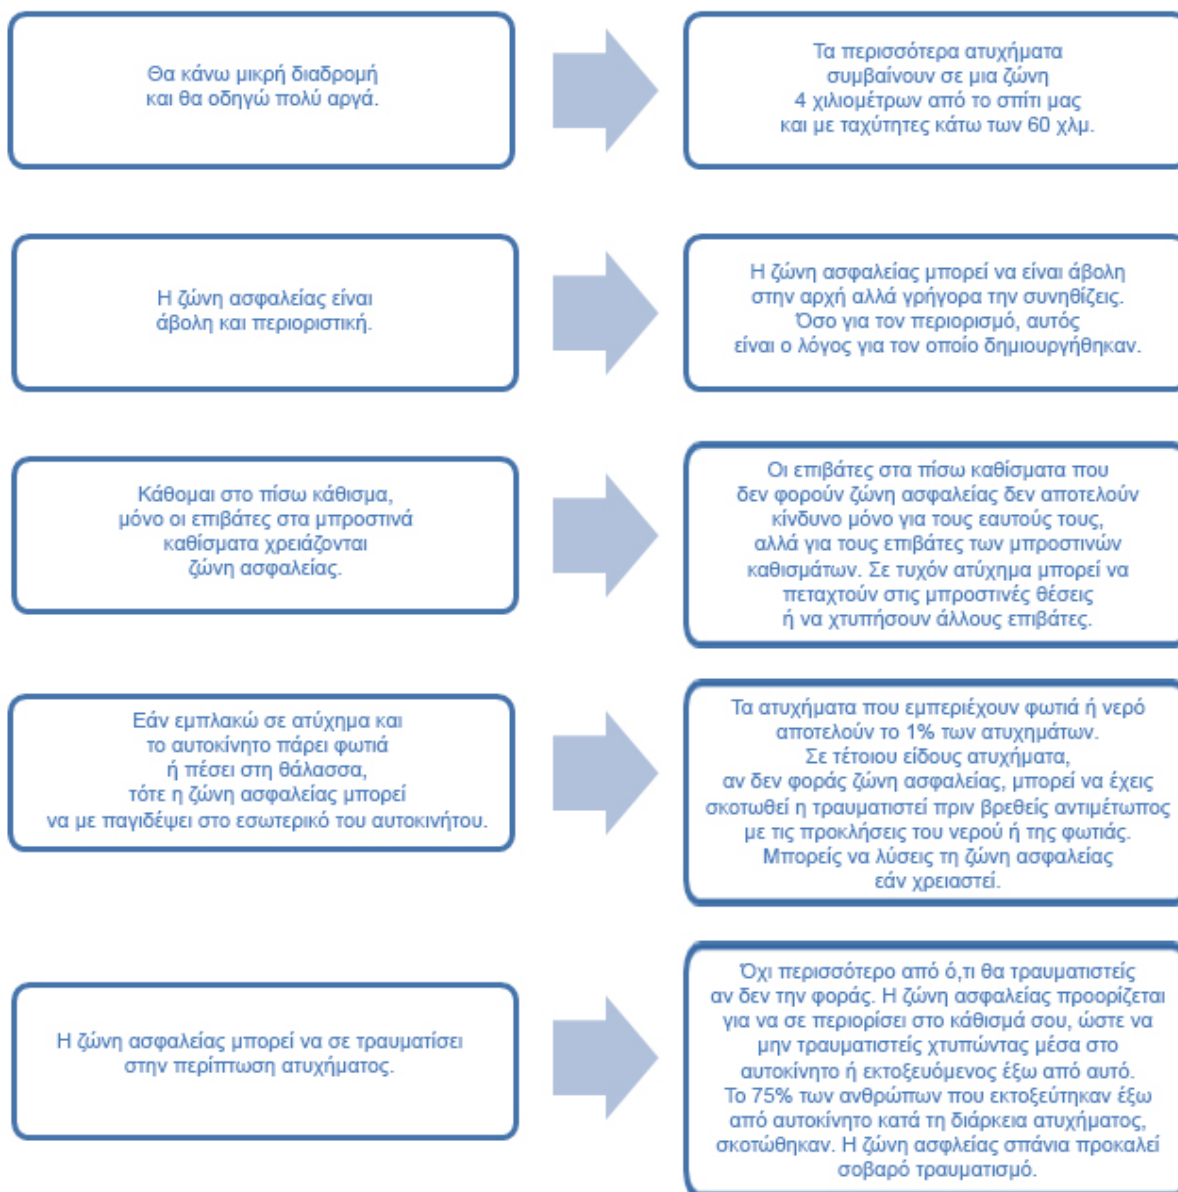 Θα κάνω μικρή διαδρομή
και θα οδηγώ πολύ αργά.
Τα περισσότερα ατυχήματα
συμβαίνουν σε μια ζώνη
4 χιλιομέτρων από το σπίτι μας
και με ταχύτητες κάτω των 60 χλμ.
Η ζώνη ασφαλείας είναι
άβολη και περιοριστική.
Η ζώνη ασφαλείας μπορεί να είναι άβολη
στην αρχή αλλά γρήγορα την συνηθίζεις.
Όσο για τον περιορισμό, αυτός
είναι ο λόγος για τον οποίο δημιουργήθηκαν.
Κάθομαι στο πίσω κάθισμα,
μόνο οι επιβάτες στα μπροστινά
καθίσματα χρειάζονται
ζώνη ασφαλείας.
Οι επιβάτες στα πίσω καθίσματα που
δεν φορούν ζώνη ασφαλείας δεν αποτελούν
κίνδυνο μόνο για τους εαυτούς τους,
αλλά για τους επιβάτες των μπροστινών
καθισμάτων. Σε τυχόν ατύχημα μπορεί να
πεταχτούν στις μπροστινές θέσεις
ή να χτυπήσουν άλλους επιβάτες.
Εάν εμπλακώ σε ατύχημα και
το αυτοκίνητο πάρει φωτιά
ή πέσει στη θάλασσα,
τότε η ζώνη ασφαλείας μπορεί
να με παγιδέψει στο εσωτερικό του αυτοκινήτου.
Τα ατυχήματα που εμπεριέχουν φωτιά ή νερό
αποτελούν το 1% των ατυχημάτων.
Σε τέτοιου είδους ατυχήματα,
αν δεν φοράς ζώνη ασφαλείας, μπορεί να έχεις
σκοτωθεί η τραυματιστεί πριν βρεθείς αντιμέτωπος
με τις προκλήσεις του νερού ή της φωτιάς.
Μπορείς να λύσεις τη ζώνη ασφαλείας
εάν χρειαστεί.
Η ζώνη ασφαλείας μπορεί να σε τραυματίσει
στην περίπτωση ατυχήματος.
Όχι περισσότερο από ό,τι θα τραυματιστείς
αν δεν την φοράς. Η ζώνη ασφαλείας προορίζεται
για να σε περιορίσει στο κάθισμά σου, ώστε να
μην τραυματιστείς χτυπώντας μέσα στο
αυτοκίνητο ή εκτοξευόμενος έξω από αυτό.
Το 75% των ανθρώπων που εκτοξεύτηκαν έξω
από αυτοκίνητο κατά τη διάρκεια ατυχήματος,
σκοτώθηκαν. Η ζώνη ασφλείας σπάνια προκαλεί
σοβαρό τραυματισμό.